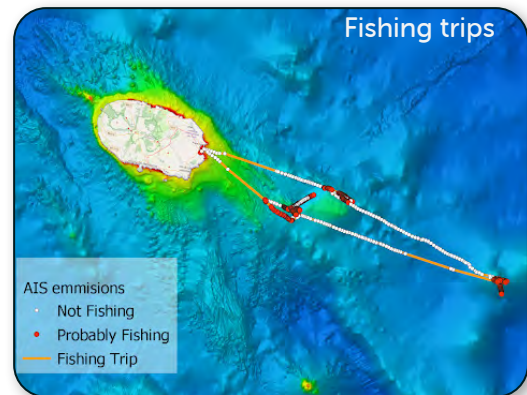 Fishing trips
AIS emmisions
Not Fishing
Probably Fishing
Fishing Trip